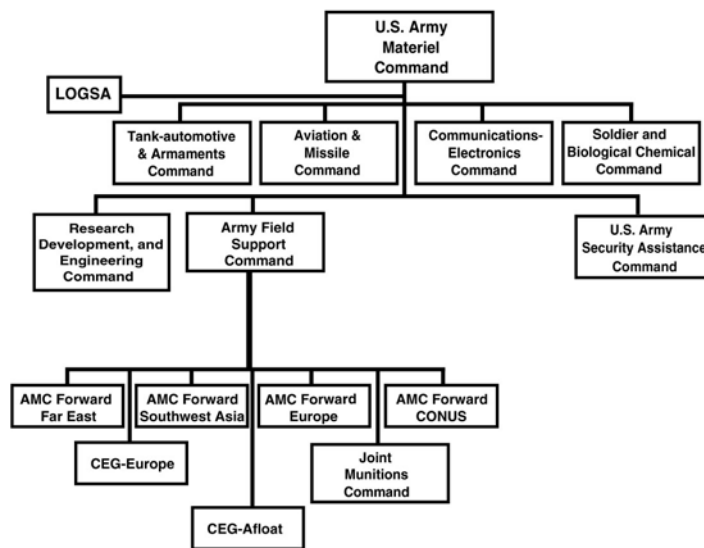 U.S. Army
Materiel
Command
LOGSA
Tank-automotive
& Armaments
Command
Aviation &
Missile
Command
Communications-
Electronics
Command
Soldier and
Biological Chemical
Command
Research
Development, and
Engineering
Command
Army Field
Support
Command
U.S. Army
Security Assistance
Command
AMC Forward
Far East
AMC Forward
Southwest Asia
AMC Forward
Europe
AMC Forward
CONUS
CEG-Europe
Joint
Munitions
Command
CEG-Afloat